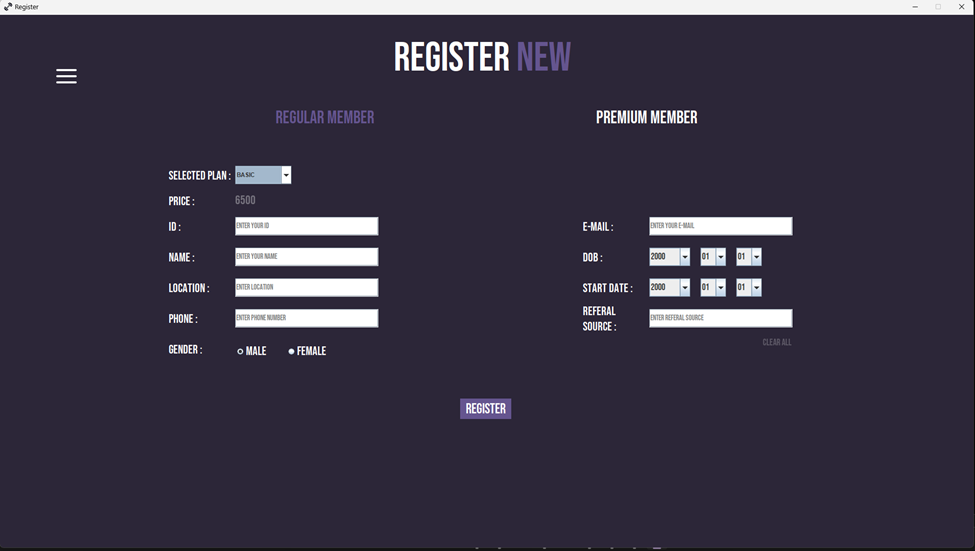 Register
REGISTER NEW
REGULAR MEMBER
PREMIUM MEMBER
SELECTED PLAN : BASIC
PRICE : 6500
ID : ENTER YOUR ID
E-MAIL : ENTER YOUR E-MAIL
NAME : ENTER YOUR NAME
DOB : 2000 01 01
LOCATION : ENTER LOCATION
START DATE : 2000 01 01
PHONE : ENTER PHONE NUMBER
REFERAL
SOURCE : ENTER REFERAL SOURCE
CLEAR ALL
GENDER : MALE FEMALE
REGISTER